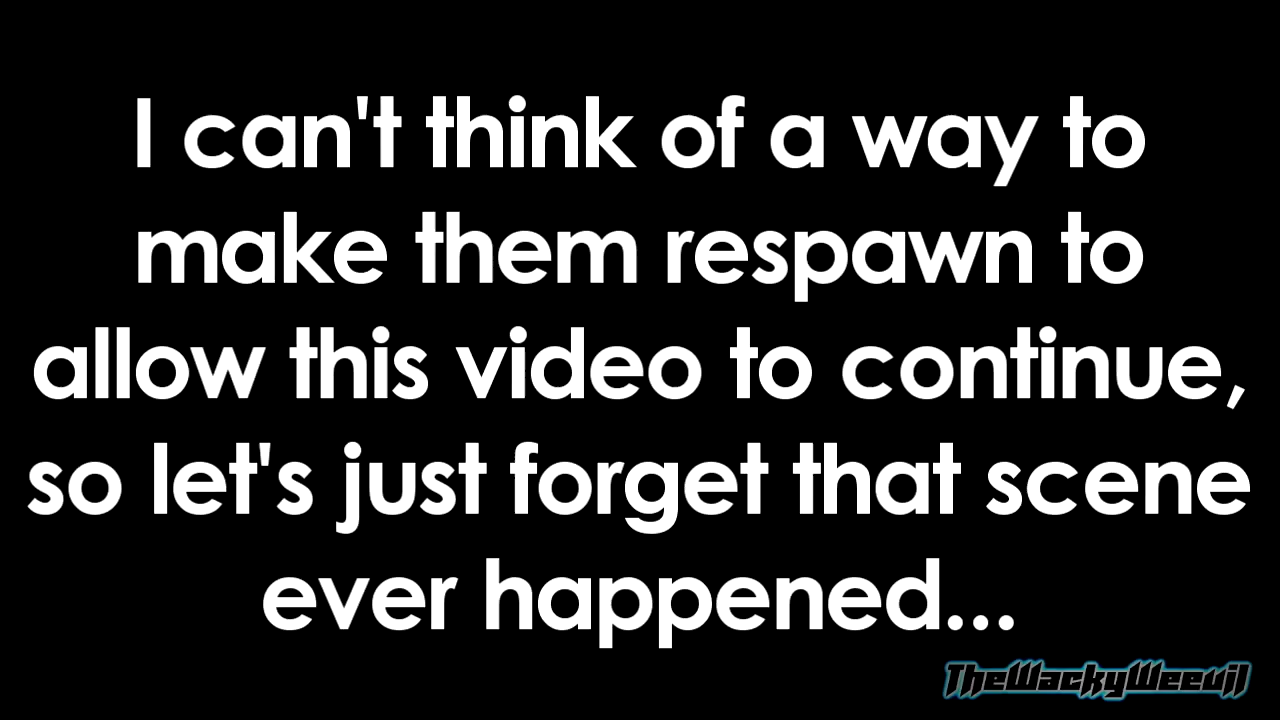 I can't think of a way to
make them respawn to
allow this video to continue,
so let's just forget that scene
ever happened...
TheWackyWeevil